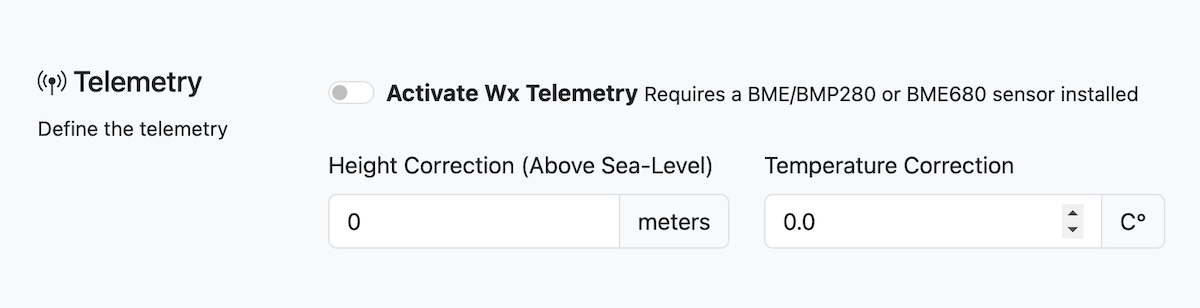 Telemetry
Define the telemetry
Activate Wx Telemetry Requires a BME/BMP280 or BME680 sensor installed
Height Correction (Above Sea-Level)
0 meters
Temperature Correction
0.0 C°